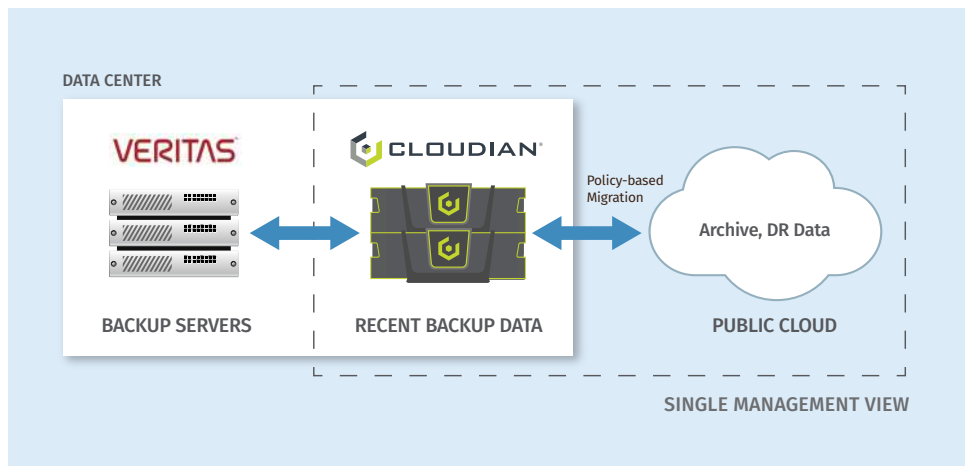 DATA CENTER
VERITAS
CLOUDIAN
Policy-based
Migration
Archive, DR Data
BACKUP SERVERS
RECENT BACKUP DATA
PUBLIC CLOUD
SINGLE MANAGEMENT VIEW